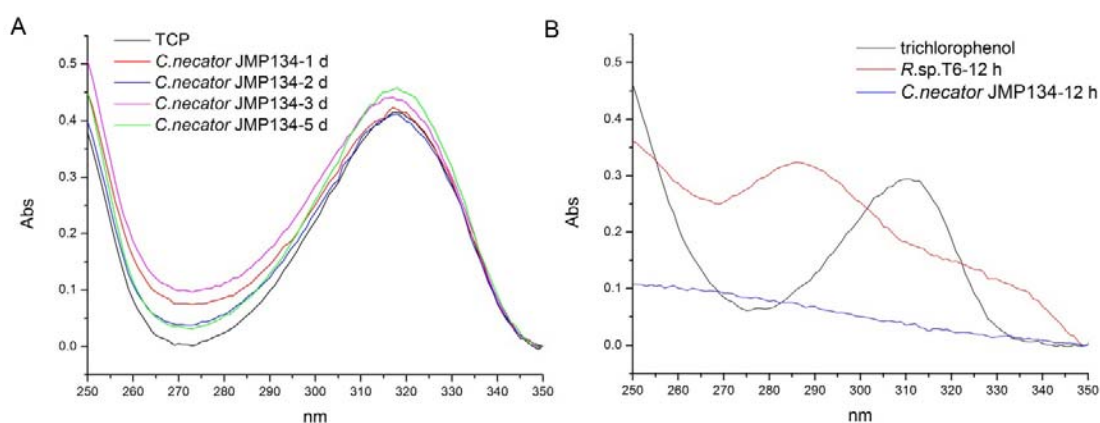 A
TCP
C.necator JMP134-1 d
C.necator JMP134-2 d
C.necator JMP134-3 d
C.necator JMP134-5 d
Abs
0.5
0.4
0.3
0.2
0.1
0.0
250 260 270 280 290 300 310 320 330 340 350
nm
B
trichlorophenol
R.sp.T6-12 h
C.necator JMP134-12 h
Abs
0.5
0.4
0.3
0.2
0.1
0.0
250 260 270 280 290 300 310 320 330 340 350
nm